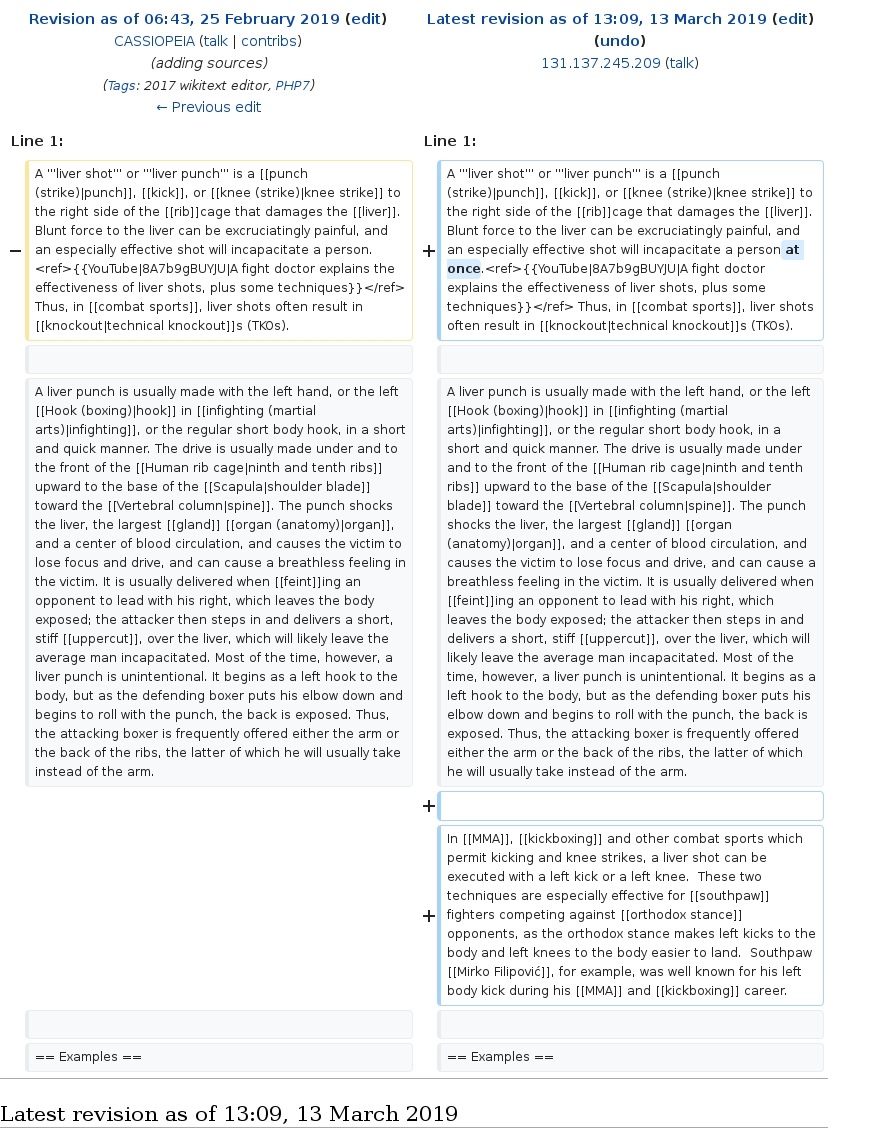 Revision as of 06:43, 25 February 2019 (edit)
CASSIOPEIA (talk | contribs)
(adding sources)
(Tags: 2017 wikitext editor, PHP7)
← Previous edit
Latest revision as of 13:09, 13 March 2019 (edit)
(undo)
131.137.245.209 (talk)
Line 1:
Line 1:
−
A '''liver shot''' or '''liver punch''' is a [[punch
(strike)|punch]], [[kick]], or [[knee (strike)|knee strike]] to
the right side of the [[rib]]cage that damages the [[liver]].
Blunt force to the liver can be excruciatingly painful, and
an especially effective shot will incapacitate a person.
<ref>{{YouTube|8A7b9gBUYJU|A fight doctor explains the
effectiveness of liver shots, plus some techniques}}</ref>
Thus, in [[combat sports]], liver shots often result in
[[knockout|technical knockout]]s (TKOs).
+
A '''liver shot''' or '''liver punch''' is a [[punch
(strike)|punch]], [[kick]], or [[knee (strike)|knee strike]] to
the right side of the [[rib]]cage that damages the [[liver]].
Blunt force to the liver can be excruciatingly painful, and
an especially effective shot will incapacitate a person at
once.<ref>{{YouTube|8A7b9gBUYJU|A fight doctor
explains the effectiveness of liver shots, plus some
techniques}}</ref> Thus, in [[combat sports]], liver shots
often result in [[knockout|technical knockout]]s (TKOs).
A liver punch is usually made with the left hand, or the left
[[Hook (boxing)|hook]] in [[infighting (martial
arts)|infighting]], or the regular short body hook, in a short
and quick manner. The drive is usually made under and to
the front of the [[Human rib cage|ninth and tenth ribs]]
upward to the base of the [[Scapula|shoulder blade]]
toward the [[Vertebral column|spine]]. The punch shocks
the liver, the largest [[gland]] [[organ (anatomy)|organ]],
and a center of blood circulation, and causes the victim to
lose focus and drive, and can cause a breathless feeling in
the victim. It is usually delivered when [[feint]]ing an
opponent to lead with his right, which leaves the body
exposed; the attacker then steps in and delivers a short,
stiff [[uppercut]], over the liver, which will likely leave the
average man incapacitated. Most of the time, however, a
liver punch is unintentional. It begins as a left hook to the
body, but as the defending boxer puts his elbow down and
begins to roll with the punch, the back is exposed. Thus,
the attacking boxer is frequently offered either the arm or
the back of the ribs, the latter of which he will usually take
instead of the arm.
A liver punch is usually made with the left hand, or the left
[[Hook (boxing)|hook]] in [[infighting (martial
arts)|infighting]], or the regular short body hook, in a
short and quick manner. The drive is usually made under
and to the front of the [[Human rib cage|ninth and tenth
ribs]] upward to the base of the [[Scapula|shoulder
blade]] toward the [[Vertebral column|spine]]. The punch
shocks the liver, the largest [[gland]] [[organ
(anatomy)|organ]], and a center of blood circulation, and
causes the victim to lose focus and drive, and can cause a
breathless feeling in the victim. It is usually delivered when
[[feint]]ing an opponent to lead with his right, which
leaves the body exposed; the attacker then steps in and
delivers a short, stiff [[uppercut]], over the liver, which will
likely leave the average man incapacitated. Most of the
time, however, a liver punch is unintentional. It begins as a
left hook to the body, but as the defending boxer puts his
elbow down and begins to roll with the punch, the back is
exposed. Thus, the attacking boxer is frequently offered
either the arm or the back of the ribs, the latter of which
he will usually take instead of the arm.
+
+
In [[MMA]], [[kickboxing]] and other combat sports which
permit kicking and knee strikes, a liver shot can be
executed with a left kick or a left knee.  These two
techniques are especially effective for [[southpaw]]
fighters competing against [[orthodox stance]]
opponents, as the orthodox stance makes left kicks to the
body and left knees to the body easier to land.  Southpaw
[[Mirko Filipović]], for example, was well known for his left
body kick during his [[MMA]] and [[kickboxing]] career.
== Examples ==
== Examples ==
Latest revision as of 13:09, 13 March 2019